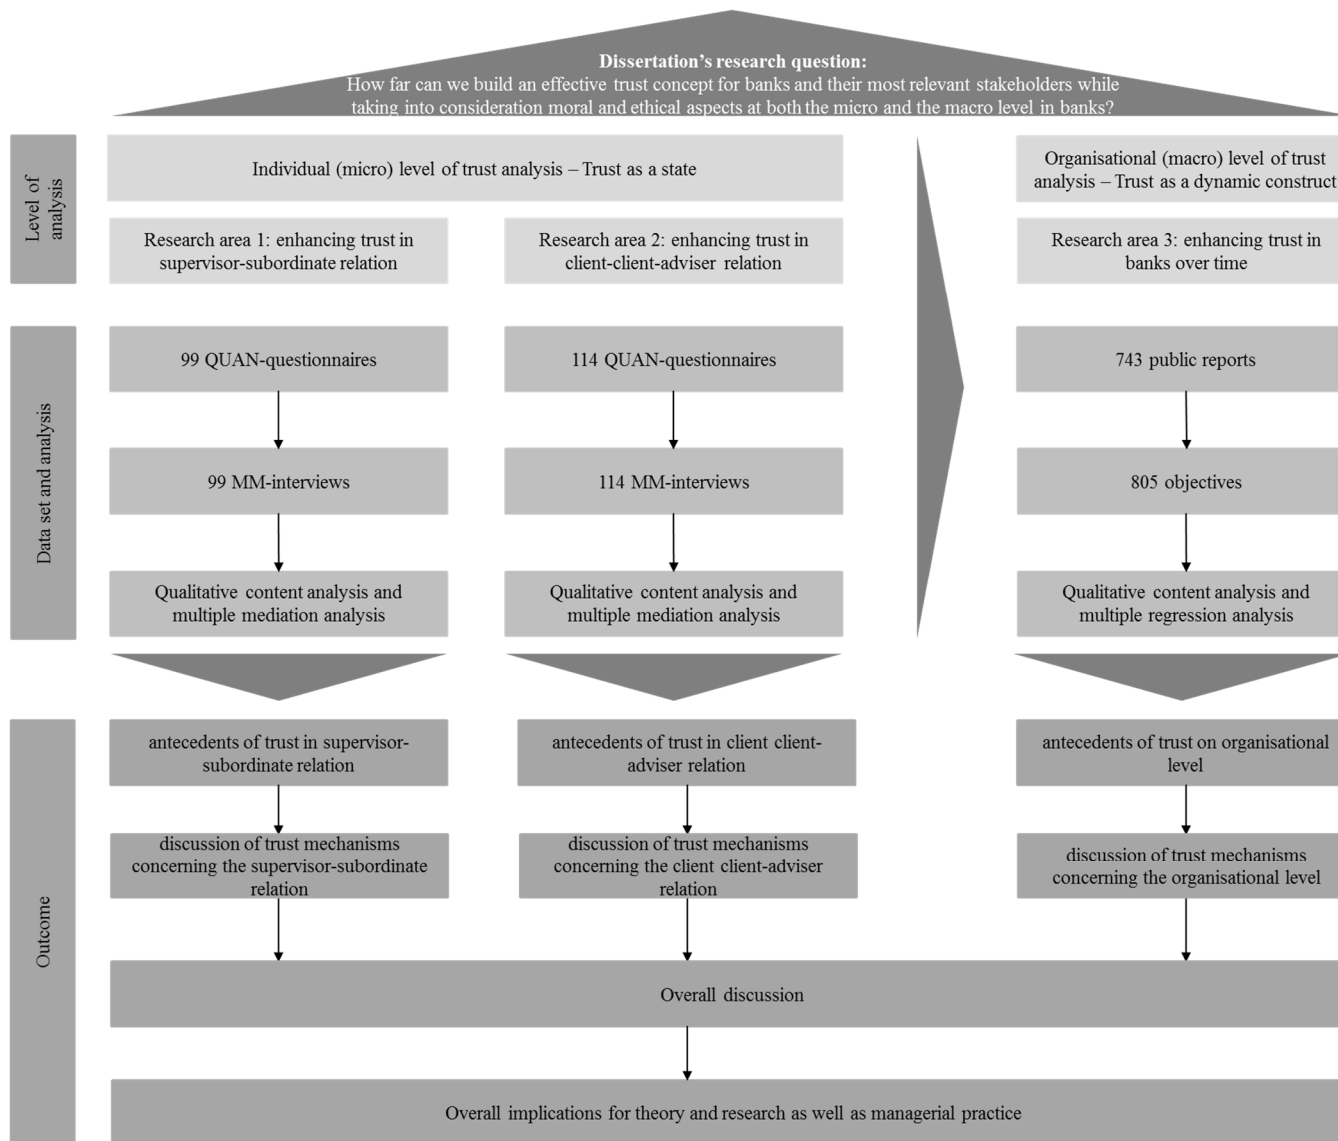 Dissertation's research question:
How far can we build an effective trust concept for banks and their most relevant stakeholders while
taking into consideration moral and ethical aspects at both the micro and the macro level in banks?
Level of
analysis
Individual (micro) level of trust analysis – Trust as a state
Organisational (macro) level of trust
analysis – Trust as a dynamic construct
Research area 1: enhancing trust in
supervisor-subordinate relation
Research area 2: enhancing trust in
client-client-adviser relation
Research area 3: enhancing trust in
banks over time
Data set and analysis
99 QUAN-questionnaires
114 QUAN-questionnaires
743 public reports
99 MM-interviews
114 MM-interviews
805 objectives
Qualitative content analysis and
multiple mediation analysis
Qualitative content analysis and
multiple mediation analysis
Qualitative content analysis and
multiple regression analysis
Outcome
antecedents of trust in supervisor-
subordinate relation
antecedents of trust in client client-
adviser relation
antecedents of trust on organisational
level
discussion of trust mechanisms
concerning the supervisor-subordinate
relation
discussion of trust mechanisms
concerning the client client-adviser
relation
discussion of trust mechanisms
concerning the organisational level
Overall discussion
Overall implications for theory and research as well as managerial practice